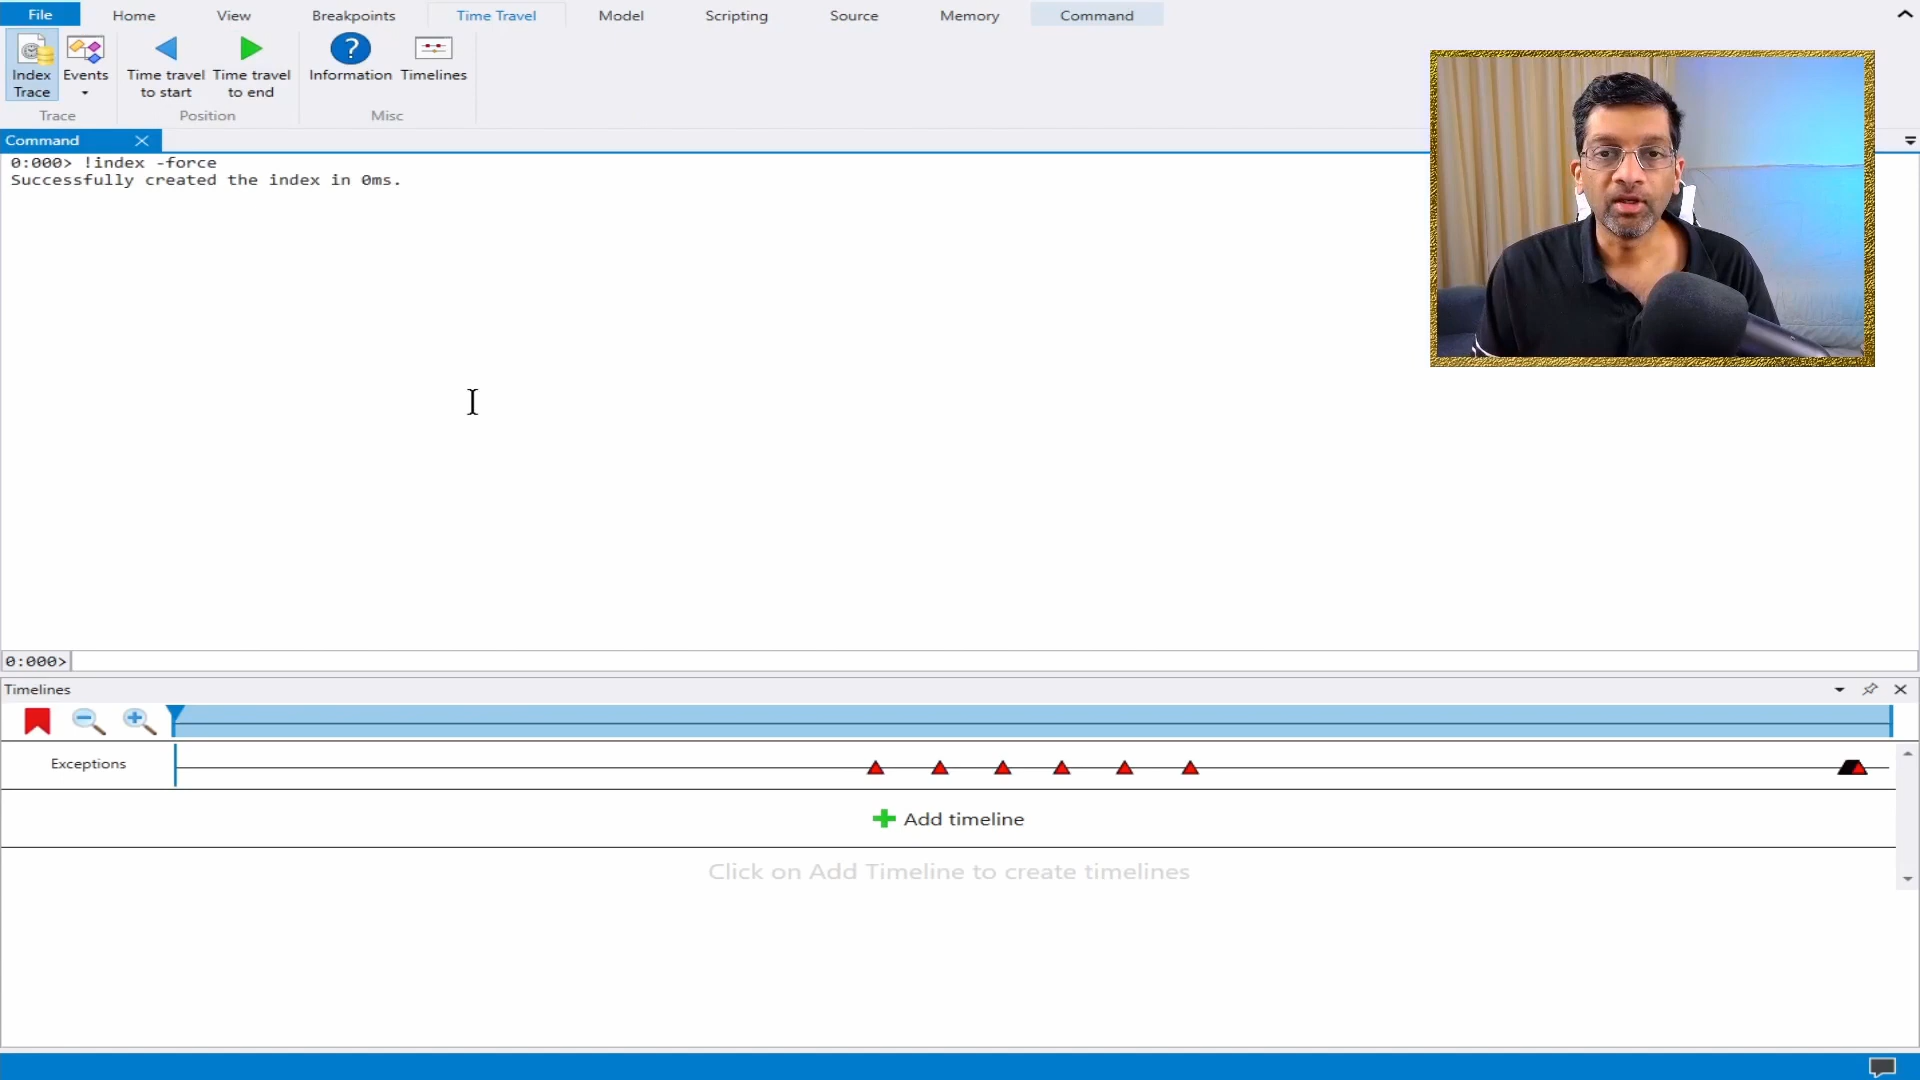 File Home View Breakpoints Time Travel Model Scripting Source Memory Command
Index Trace
Events
Time travel to start
Time travel to end
Information
Timelines
Trace Position Misc
Command
0:000> !index -force
Successfully created the index in 0ms.
0:000>
Timelines
Exceptions
Add timeline
Click on Add Timeline to create timelines